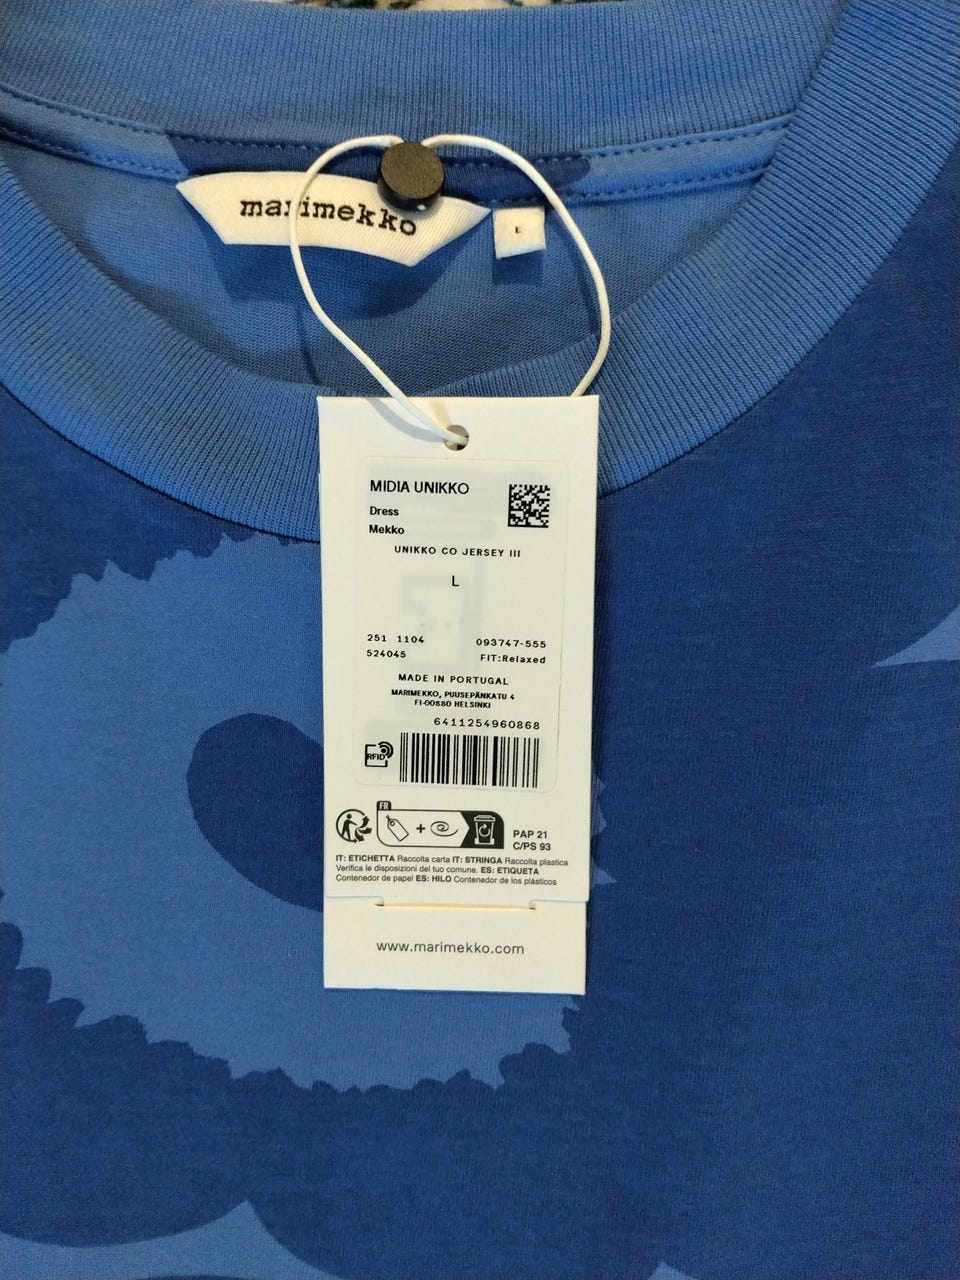 marimekko
L
MIDIA UNIKKO
Dress
Mekko
UNIKKO CO JERSEY III
L
251 1104 093747-555
524045 FIT:Relaxed
MADE IN PORTUGAL
MARIMEKKO, PUUSEPÄNKATU 4
FI-00880 HELSINKI
6411254960868
RFID
FR
PAP 21
C/PS 93
IT: ETICHETTA Raccolta carta IT: STRINGA Raccolta plastica
Verifica le disposizioni del tuo comune. ES: ETIQUETA
Contenedor de papel ES: HILO Contenedor de los plásticos
www.marimekko.com